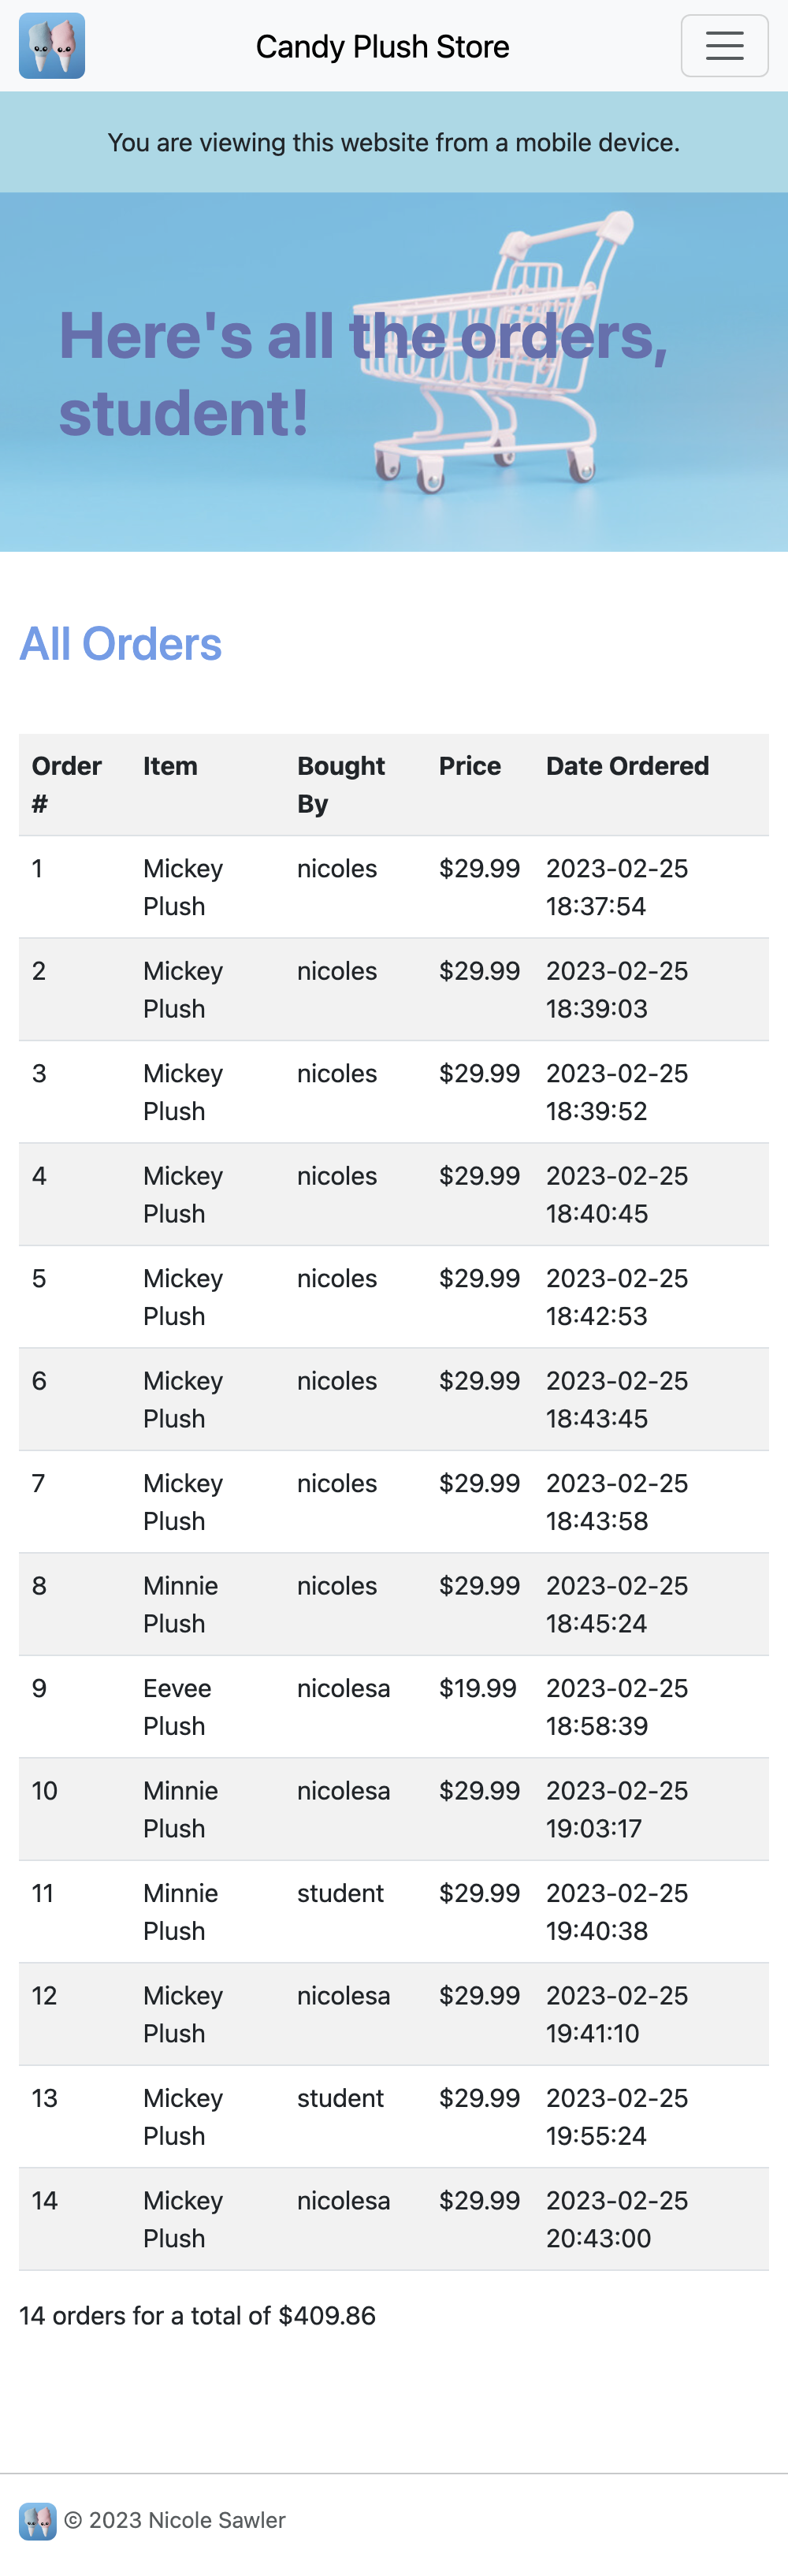 Candy Plush Store
You are viewing this website from a mobile device.
Here's all the orders,
student!
All Orders
Order # Item Bought By Price Date Ordered
1 Mickey Plush nicoles $29.99 2023-02-25 18:37:54
2 Mickey Plush nicoles $29.99 2023-02-25 18:39:03
3 Mickey Plush nicoles $29.99 2023-02-25 18:39:52
4 Mickey Plush nicoles $29.99 2023-02-25 18:40:45
5 Mickey Plush nicoles $29.99 2023-02-25 18:42:53
6 Mickey Plush nicoles $29.99 2023-02-25 18:43:45
7 Mickey Plush nicoles $29.99 2023-02-25 18:43:58
8 Minnie Plush nicoles $29.99 2023-02-25 18:45:24
9 Eevee Plush nicolesa $19.99 2023-02-25 18:58:39
10 Minnie Plush nicolesa $29.99 2023-02-25 19:03:17
11 Minnie Plush student $29.99 2023-02-25 19:40:38
12 Mickey Plush nicolesa $29.99 2023-02-25 19:41:10
13 Mickey Plush student $29.99 2023-02-25 19:55:24
14 Mickey Plush nicolesa $29.99 2023-02-25 20:43:00
14 orders for a total of $409.86
© 2023 Nicole Sawler